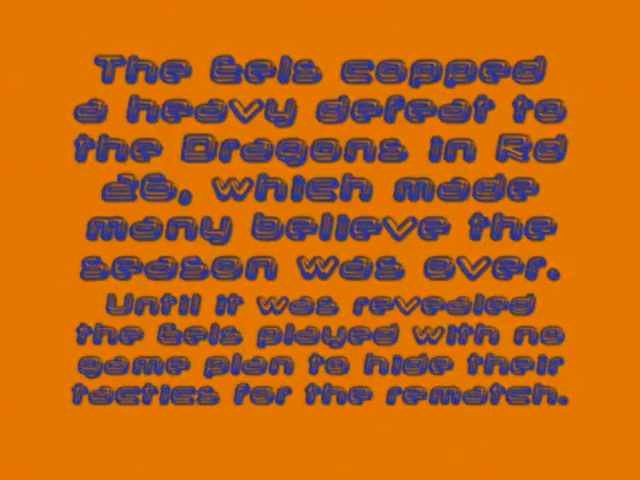 The Eels copped
a heavy defeat to
the Dragons in Rd
26, which made
many believe the
season was over.
Until it was revealed
the Eels played with no
game plan to hide their
tactics for the rematch.